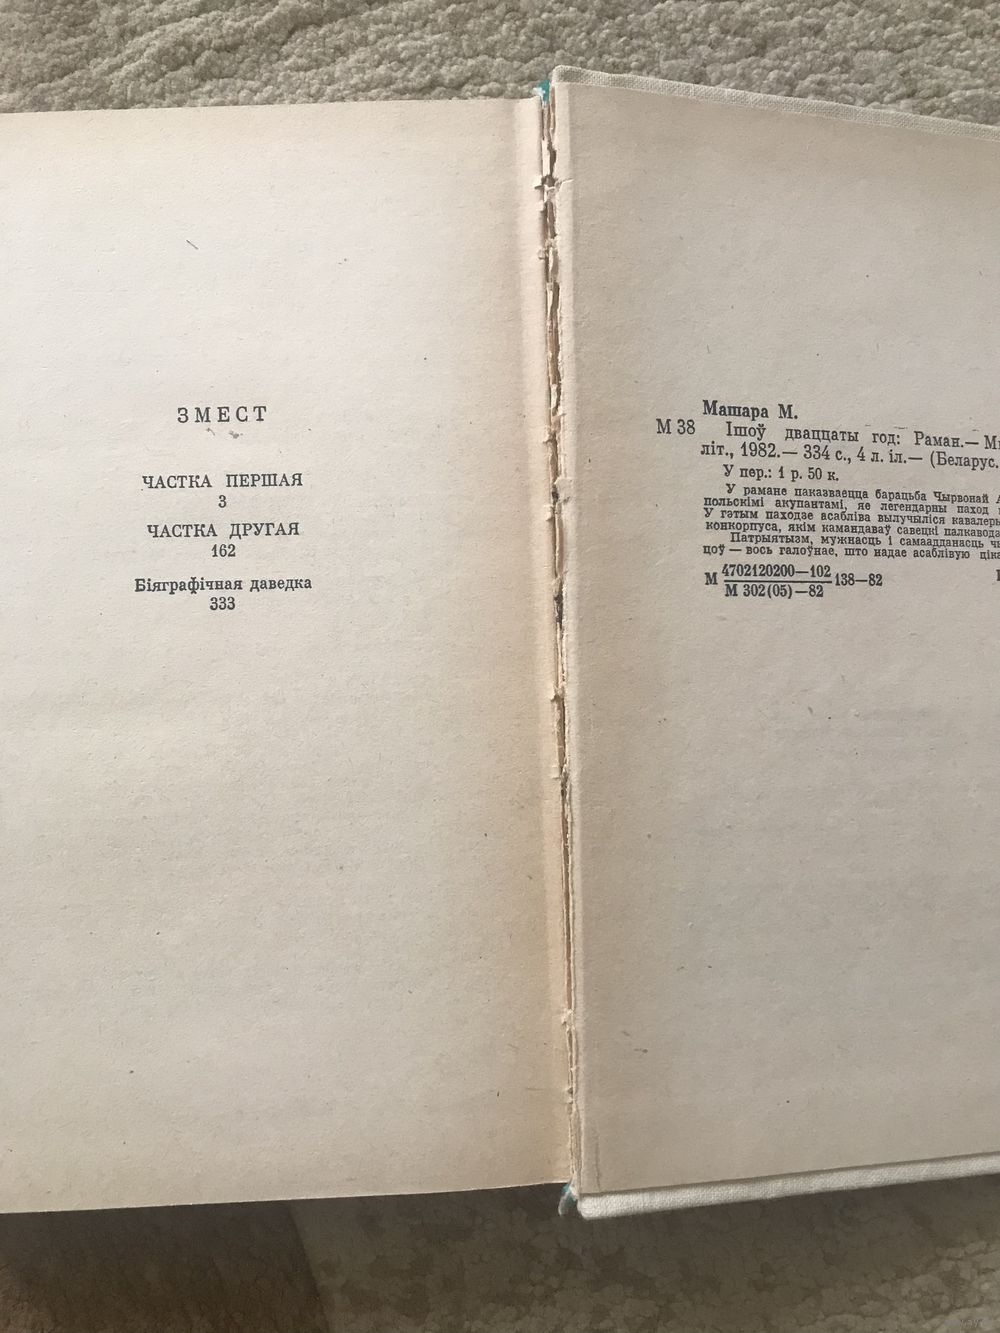 ЗМЕСТ
ЧАСТКА ПЕРШАЯ
3
ЧАСТКА ДРУГАЯ
162
Біяграфічная даведка
333
Машара М.
М 38 Ішоў дваццаты год: Раман.—
літ., 1982.— 334 с., 4 л. іл.— (Беларус.
У пер.: 1 р. 50 к.
У рамане паказваецца барацьба Чырвонай
польскімі акупантамі, яе легендарны паход
У гэтым паходзе асабліва вылучыліся
конкорпуса, якім камандаваў савецкі
Патрыятызм, мужнасць і самаадданасць
цоў — вось галоўнае, што надае асаблівую
М 4702120200—102 138—82
М 302(05)—82